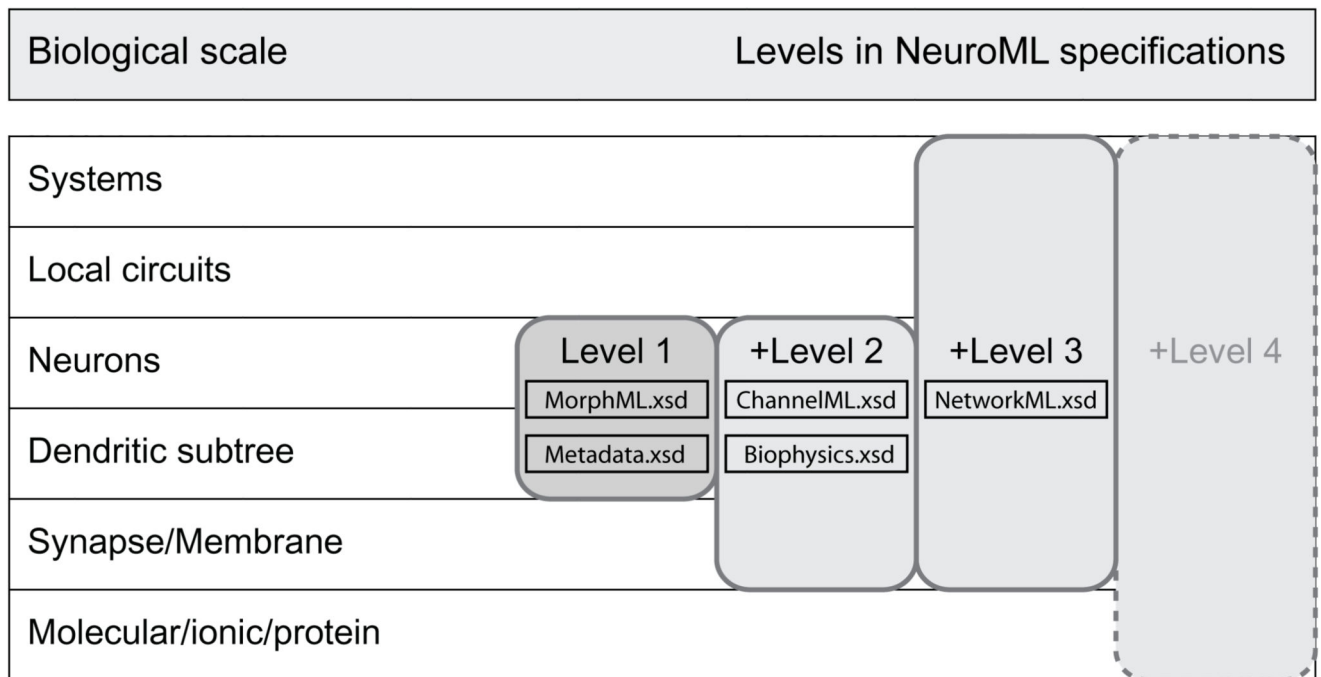 Biological scale
Levels in NeuroML specifications
Systems
Local circuits
Neurons
Level 1
+Level 2
+Level 3
+Level 4
MorphML.xsd
ChannelML.xsd
NetworkML.xsd
Dendritic subtree
Metadata.xsd
Biophysics.xsd
Synapse/Membrane
Molecular/ionic/protein